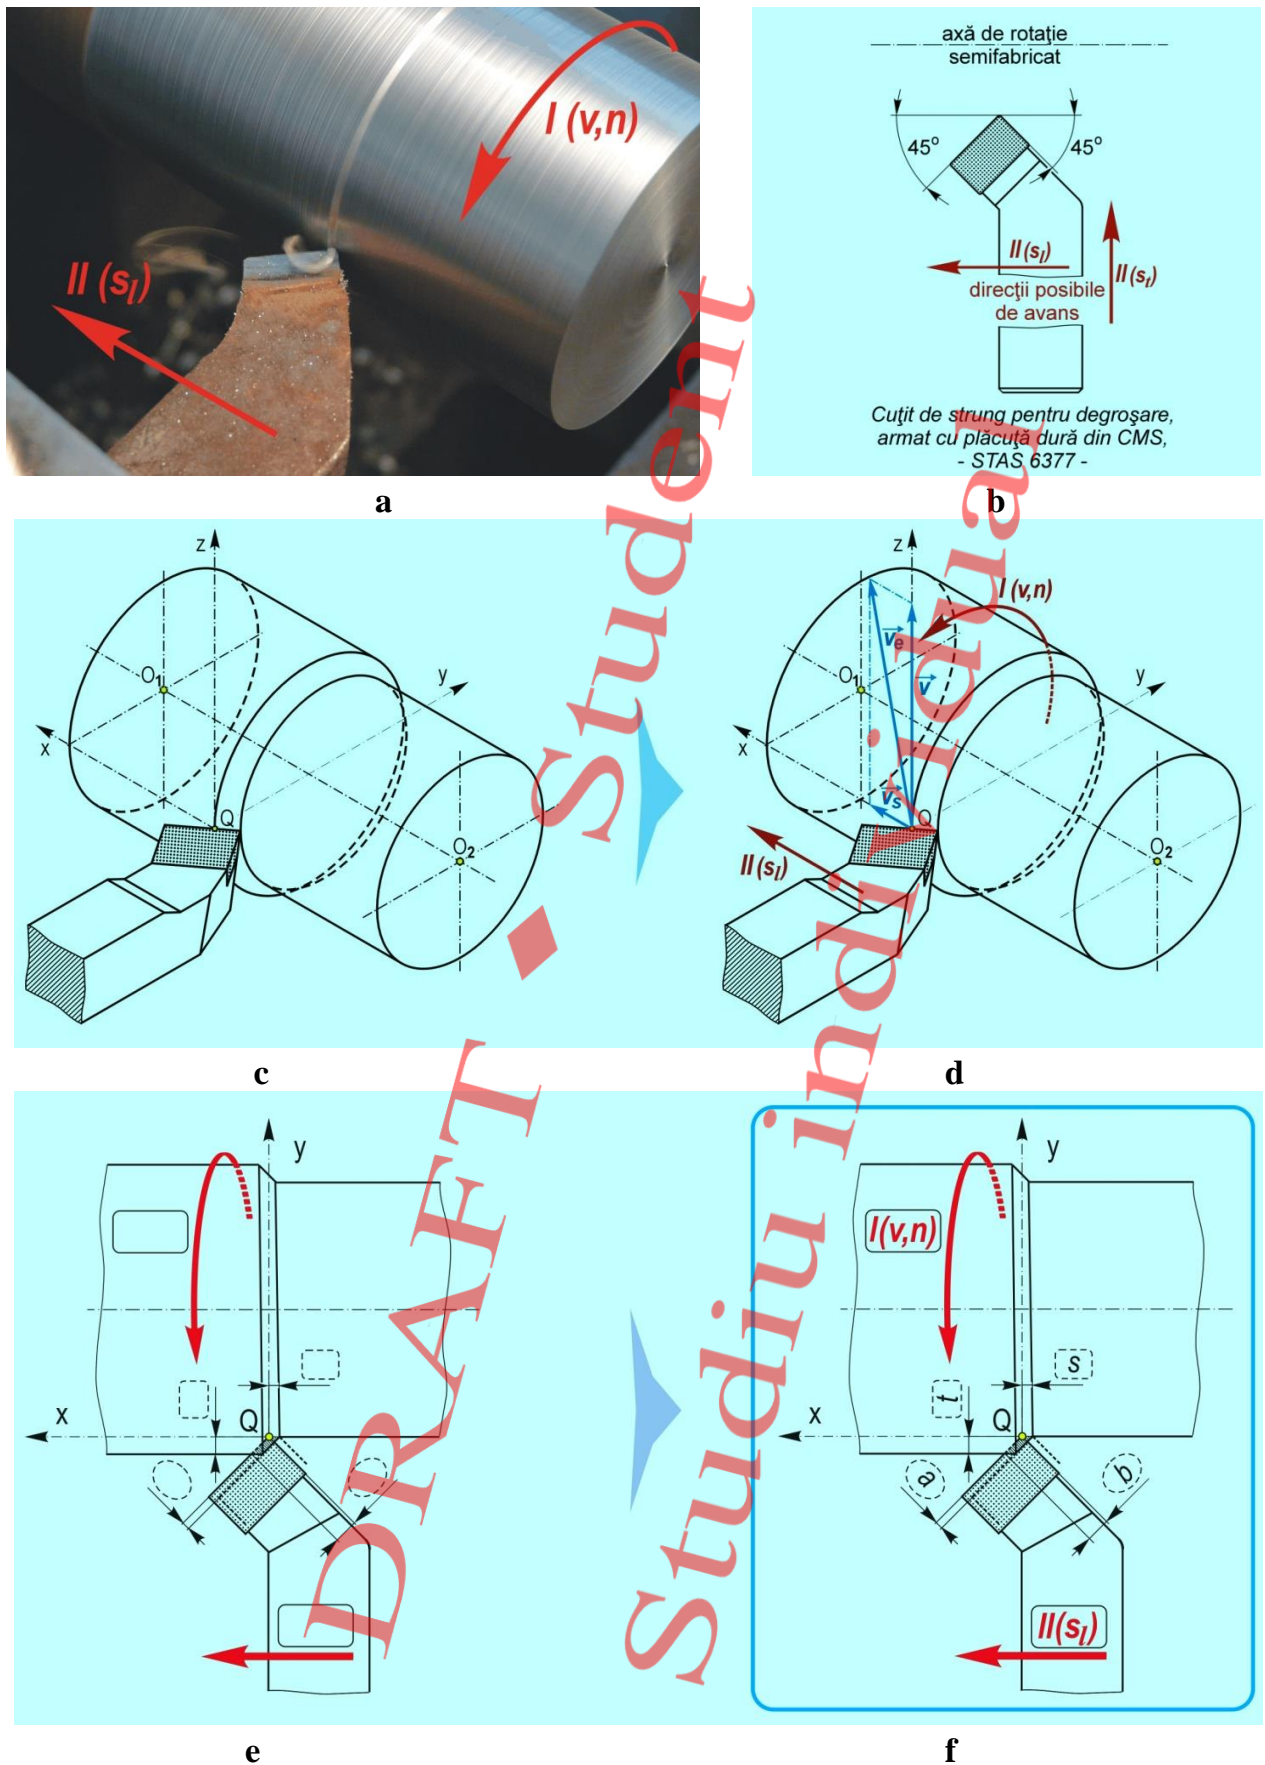 I (v,n)
II (sl)
a
axă de rotaţie
semifabricat
45°
45°
II(sl)
II(st)
direcţii posibile
de avans
Cuţit de strung pentru degroşare,
armat cu plăcuţă dură din CMS,
- STAS 6377 -
b
z
O1
y
x
Q
O2
c
z
I (v,n)
ve
O1
v
y
x
vs
Q
O2
II (sl)
d
y
x
Q
e
y
I(v,n)
s
t
x
Q
a
b
II(sl)
f
DRAFT ♦ Student
Studiu individual